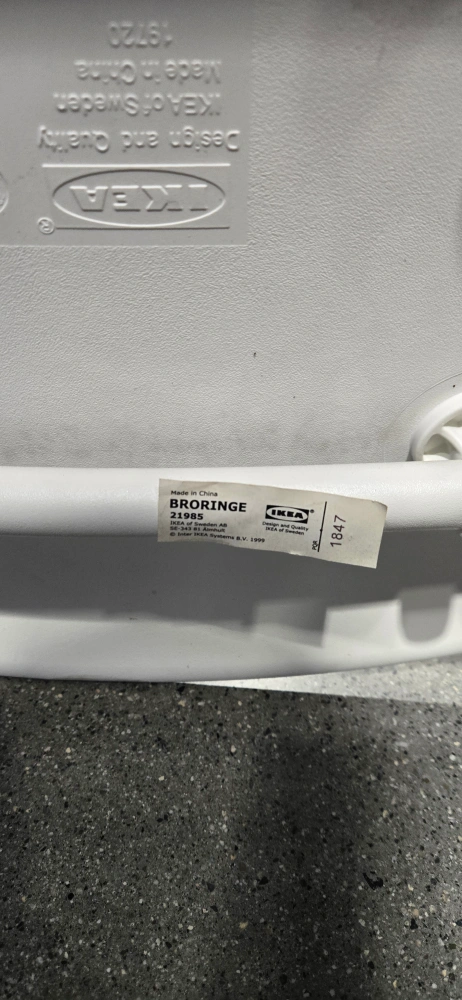 IKEA®
Design and Quality
IKEA of Sweden
Made in China
19720
Made in China
BRORINGE
21985
IKEA of Sweden AB
SE-343 81 Älmhult
© Inter IKEA Systems B.V. 1999
IKEA®
Design and Quality
IKEA of Sweden
1847